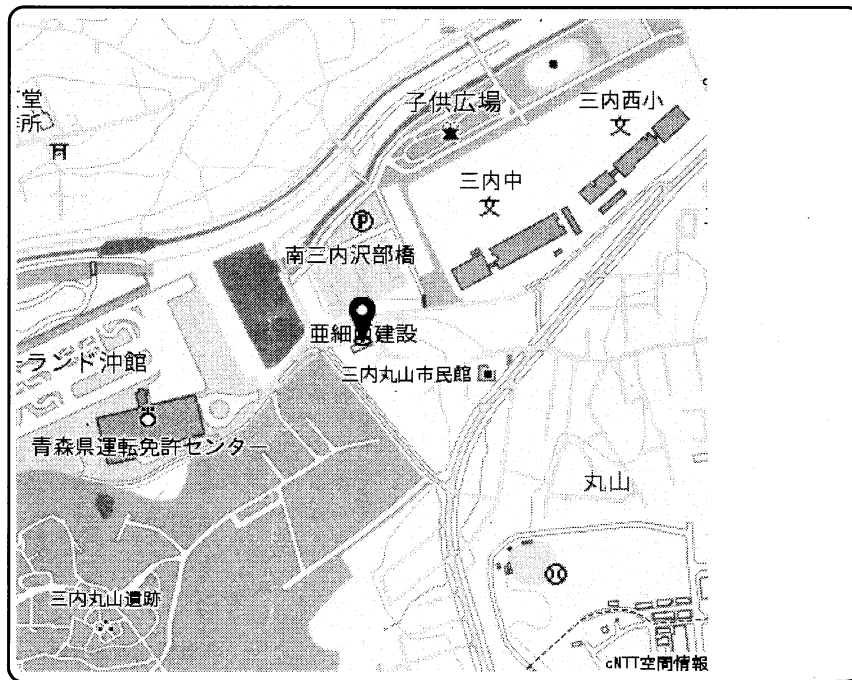 子供広場
三内西小
文
堂
所
三内中
文
P
南三内沢部橋
亜細亜建設
ランド沖館
三内丸山市民館
青森県運転免許センター
丸山
三内丸山遺跡
cNTT空間情報